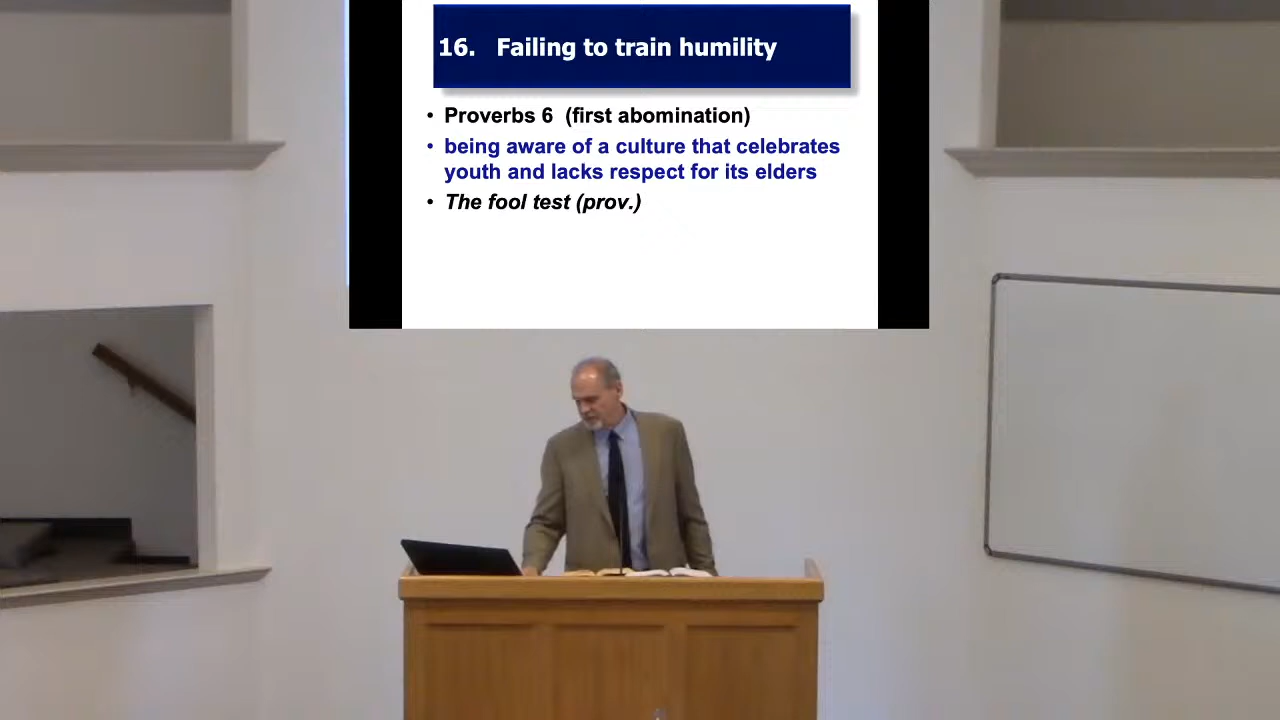 16. Failing to train humility
• Proverbs 6 (first abomination)
• being aware of a culture that celebrates
youth and lacks respect for its elders
• The fool test (prov.)